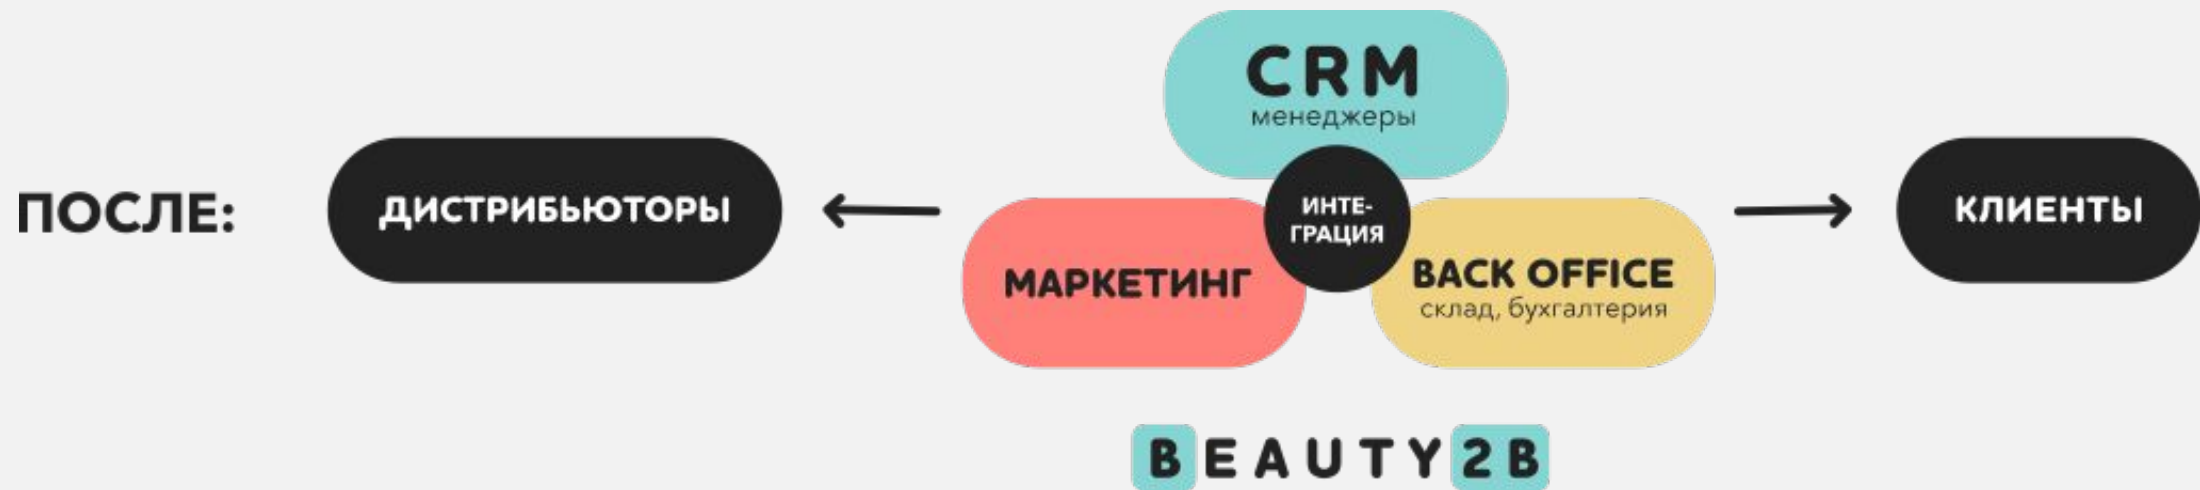 ПОСЛЕ:
ДИСТРИБЬЮТОРЫ
CRM
менеджеры
ИНТЕ-
ГРАЦИЯ
МАРКЕТИНГ
BACK OFFICE
склад, бухгалтерия
КЛИЕНТЫ
BEAUTY2B